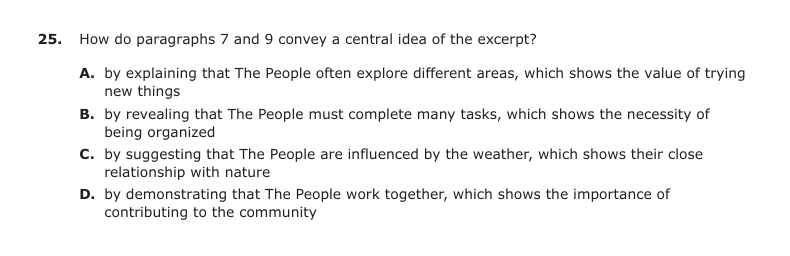 25. How do paragraphs 7 and 9 convey a central idea of the excerpt?
A. by explaining that The People often explore different areas, which shows the value of trying
new things
B. by revealing that The People must complete many tasks, which shows the necessity of
being organized
C. by suggesting that The People are influenced by the weather, which shows their close
relationship with nature
D. by demonstrating that The People work together, which shows the importance of
contributing to the community